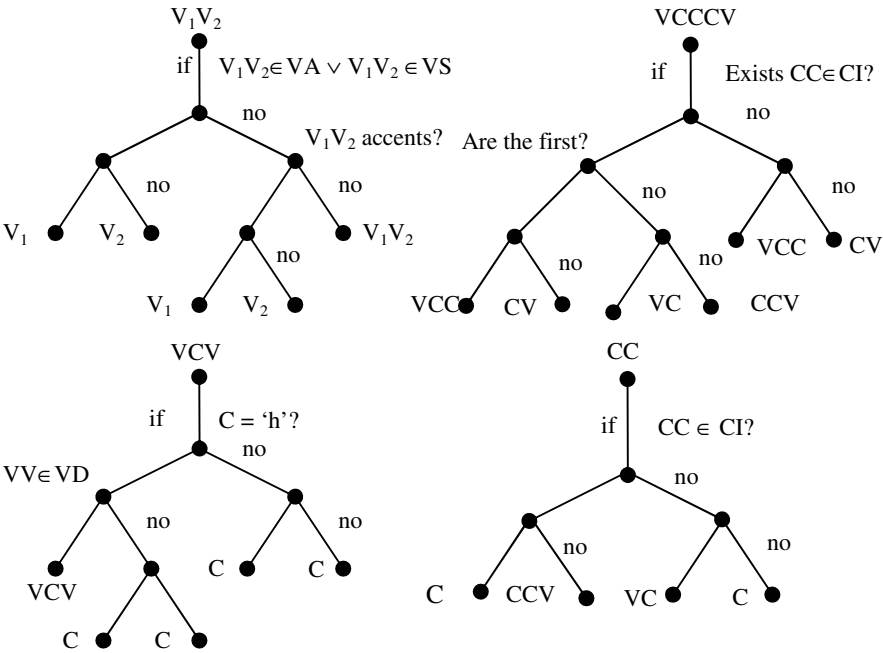 V₁V₂
if V₁V₂∈VA ∨ V₁V₂ ∈VS
no
V₁V₂ accents?
no no
V₁ V₂ V₁V₂
no
V₁ V₂
VCCCV
if Exists CC∈CI?
no
Are the first?
no no
VCC CV
no no
VCC CV VC CCV
VCV
if C = ‘h’?
no
VV∈VD
no no
VCV C C
C C
CC
if CC ∈ CI?
no
no no
C CCV VC C